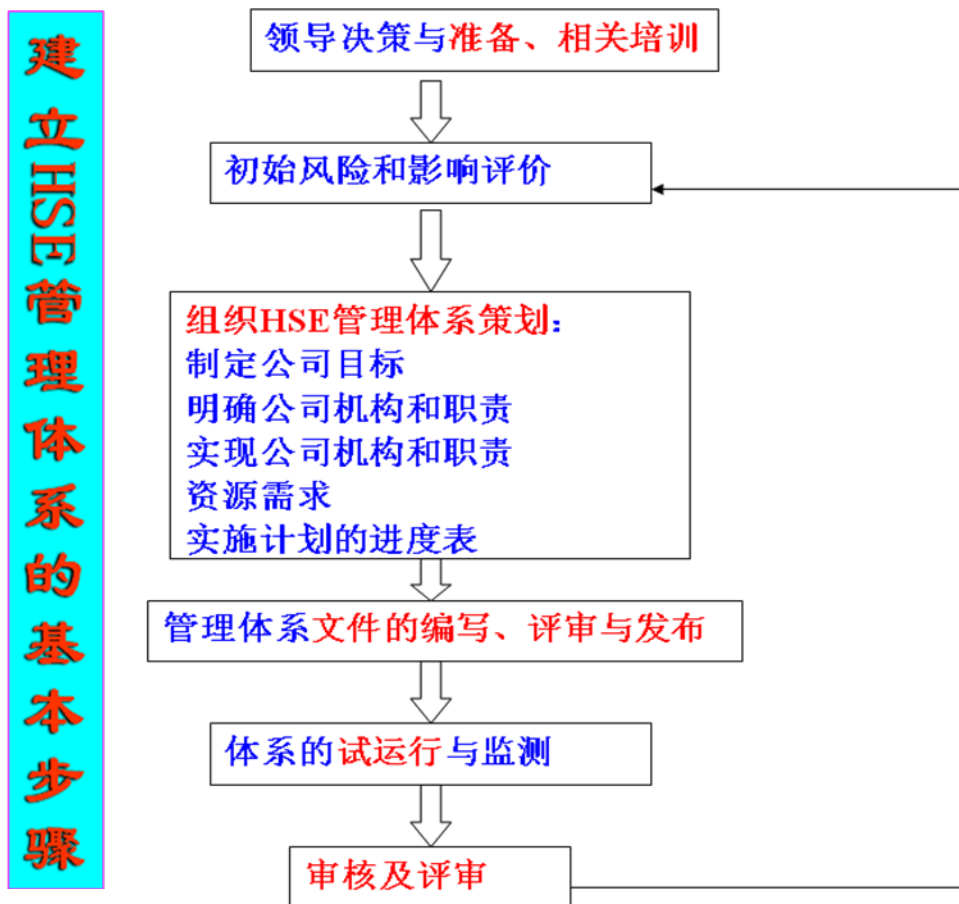 建立HSE管理体系的基本步骤
领导决策与准备、相关培训
初始风险和影响评价
组织HSE管理体系策划：
制定公司目标
明确公司机构和职责
实现公司机构和职责
资源需求
实施计划的进度表
管理体系文件的编写、评审与发布
体系的试运行与监测
审核及评审